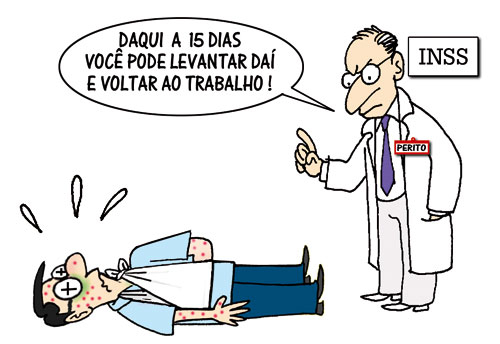 DAQUI A 15 DIAS
VOCÊ PODE LEVANTAR DAÍ
E VOLTAR AO TRABALHO !
INSS
PERITO